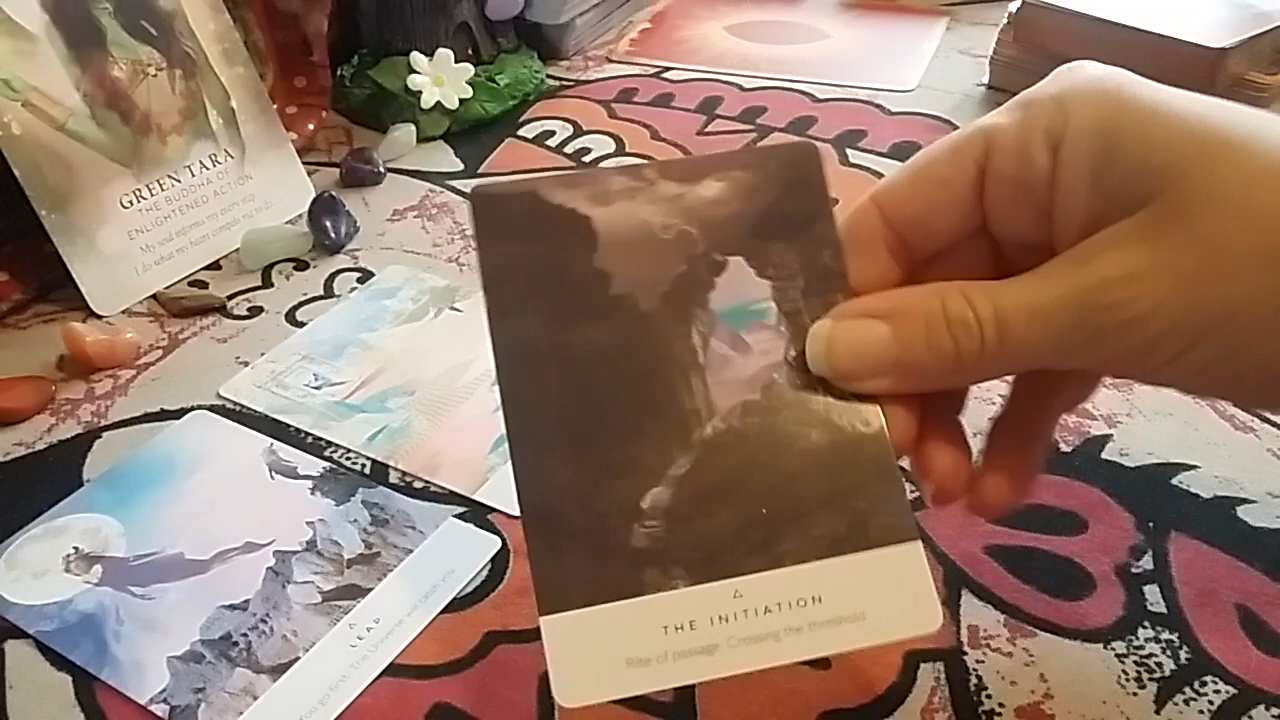 GREEN TARA
THE BUDDHA OF
ENLIGHTENED ACTION
My soul informs my every step
I do what my heart compels me to do
LEAP
You go first. The Universe will catch you
THE INITIATION
Rite of passage. Crossing the threshold